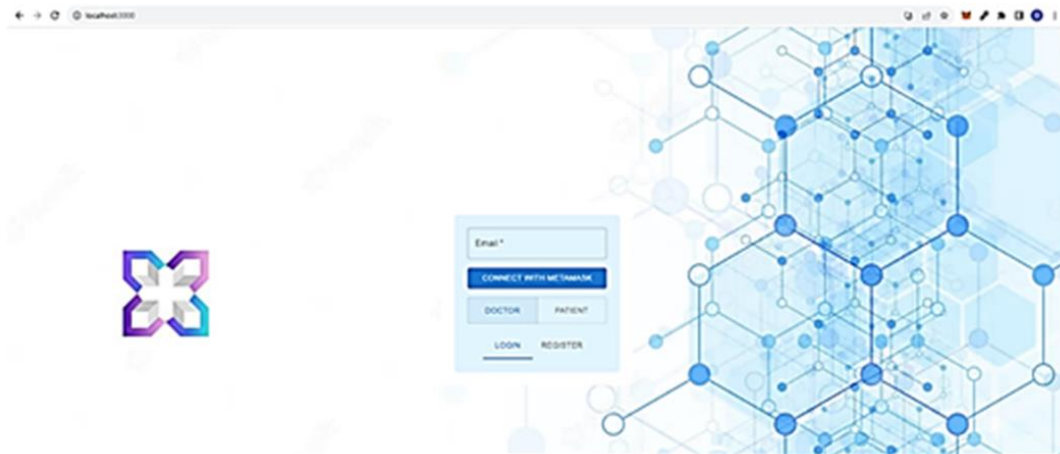 localhost:3000
Email *
CONNECT WITH METAMASK
DOCTOR PATIENT
LOGIN REGISTER